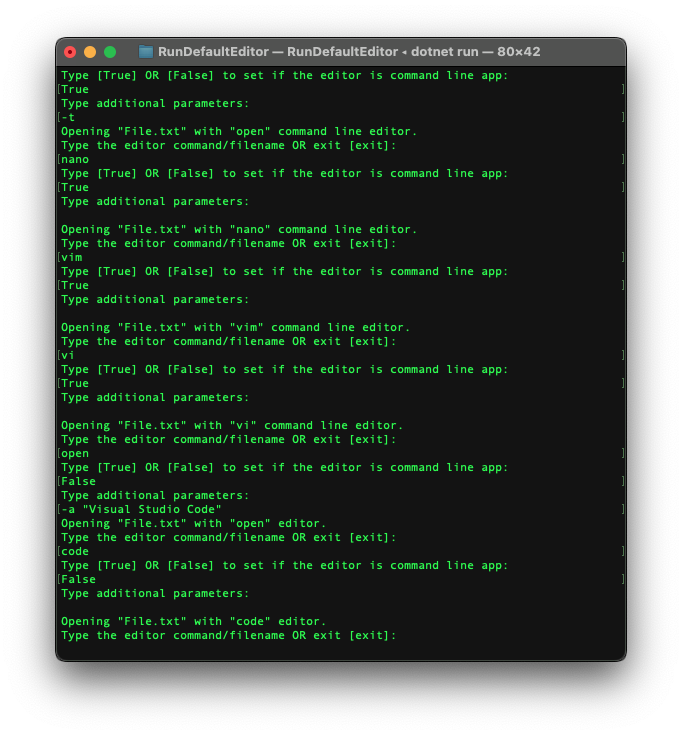 RunDefaultEditor — RunDefaultEditor ◂ dotnet run — 80×42
Type [True] OR [False] to set if the editor is command line app:
[True ]
Type additional parameters:
[-t ]
Opening "File.txt" with "open" command line editor.
Type the editor command/filename OR exit [exit]:
[nano ]
Type [True] OR [False] to set if the editor is command line app:
[True ]
Type additional parameters:

Opening "File.txt" with "nano" command line editor.
Type the editor command/filename OR exit [exit]:
[vim ]
Type [True] OR [False] to set if the editor is command line app:
[True ]
Type additional parameters:

Opening "File.txt" with "vim" command line editor.
Type the editor command/filename OR exit [exit]:
[vi ]
Type [True] OR [False] to set if the editor is command line app:
[True ]
Type additional parameters:

Opening "File.txt" with "vi" command line editor.
Type the editor command/filename OR exit [exit]:
[open ]
Type [True] OR [False] to set if the editor is command line app:
[False ]
Type additional parameters:
[-a "Visual Studio Code" ]
Opening "File.txt" with "open" editor.
Type the editor command/filename OR exit [exit]:
[code ]
Type [True] OR [False] to set if the editor is command line app:
[False ]
Type additional parameters:

Opening "File.txt" with "code" editor.
Type the editor command/filename OR exit [exit]: